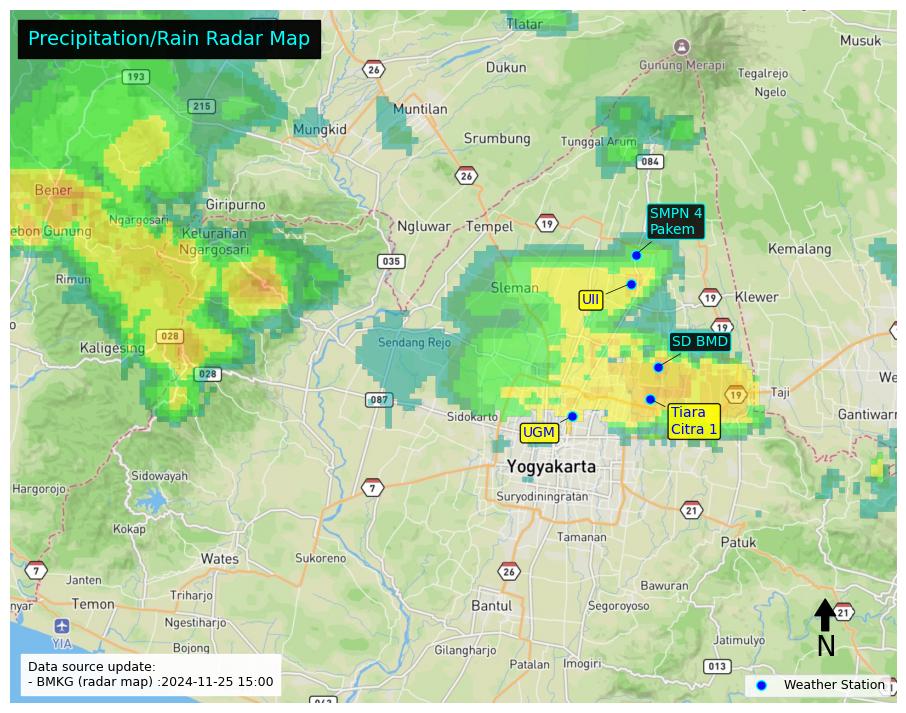 Precipitation/Rain Radar Map
Tlatar
Musuk
26
Dukun
Gunung Merapi
Tegalrejo
Ngelo
193
215
Muntilan
Mungkid
Srumbung
Tunggal Arum
084
26
Bener
Giripurno
Ngargosari
ebon Gunung
Kelurahan
Ngargosari
Ngluwar
Tempel
19
SMPN 4
Pakem
Kemalang
035
Rimun
Sleman
UII
19
Klewer
19
028
Kaligesing
Sendang Rejo
SD BMD
028
We
087
19
Taji
Sidokarto
Tiara
Citra 1
Gantiwarn
UGM
Yogyakarta
Sidowayah
Hargorojo
7
Suryodiningratan
21
Kokap
Tamanan
Patuk
Wates
Sukoreno
7
26
Janten
Bawuran
nyar
Temon
Triharjo
Bantul
Segoroyoso
21
Ngestiharjo
YIA
N
Bojong
Gilangharjo
Jatimulyo
Patalan
Imogiri
013
Data source update:
- BMKG (radar map) :2024-11-25 15:00
Weather Station